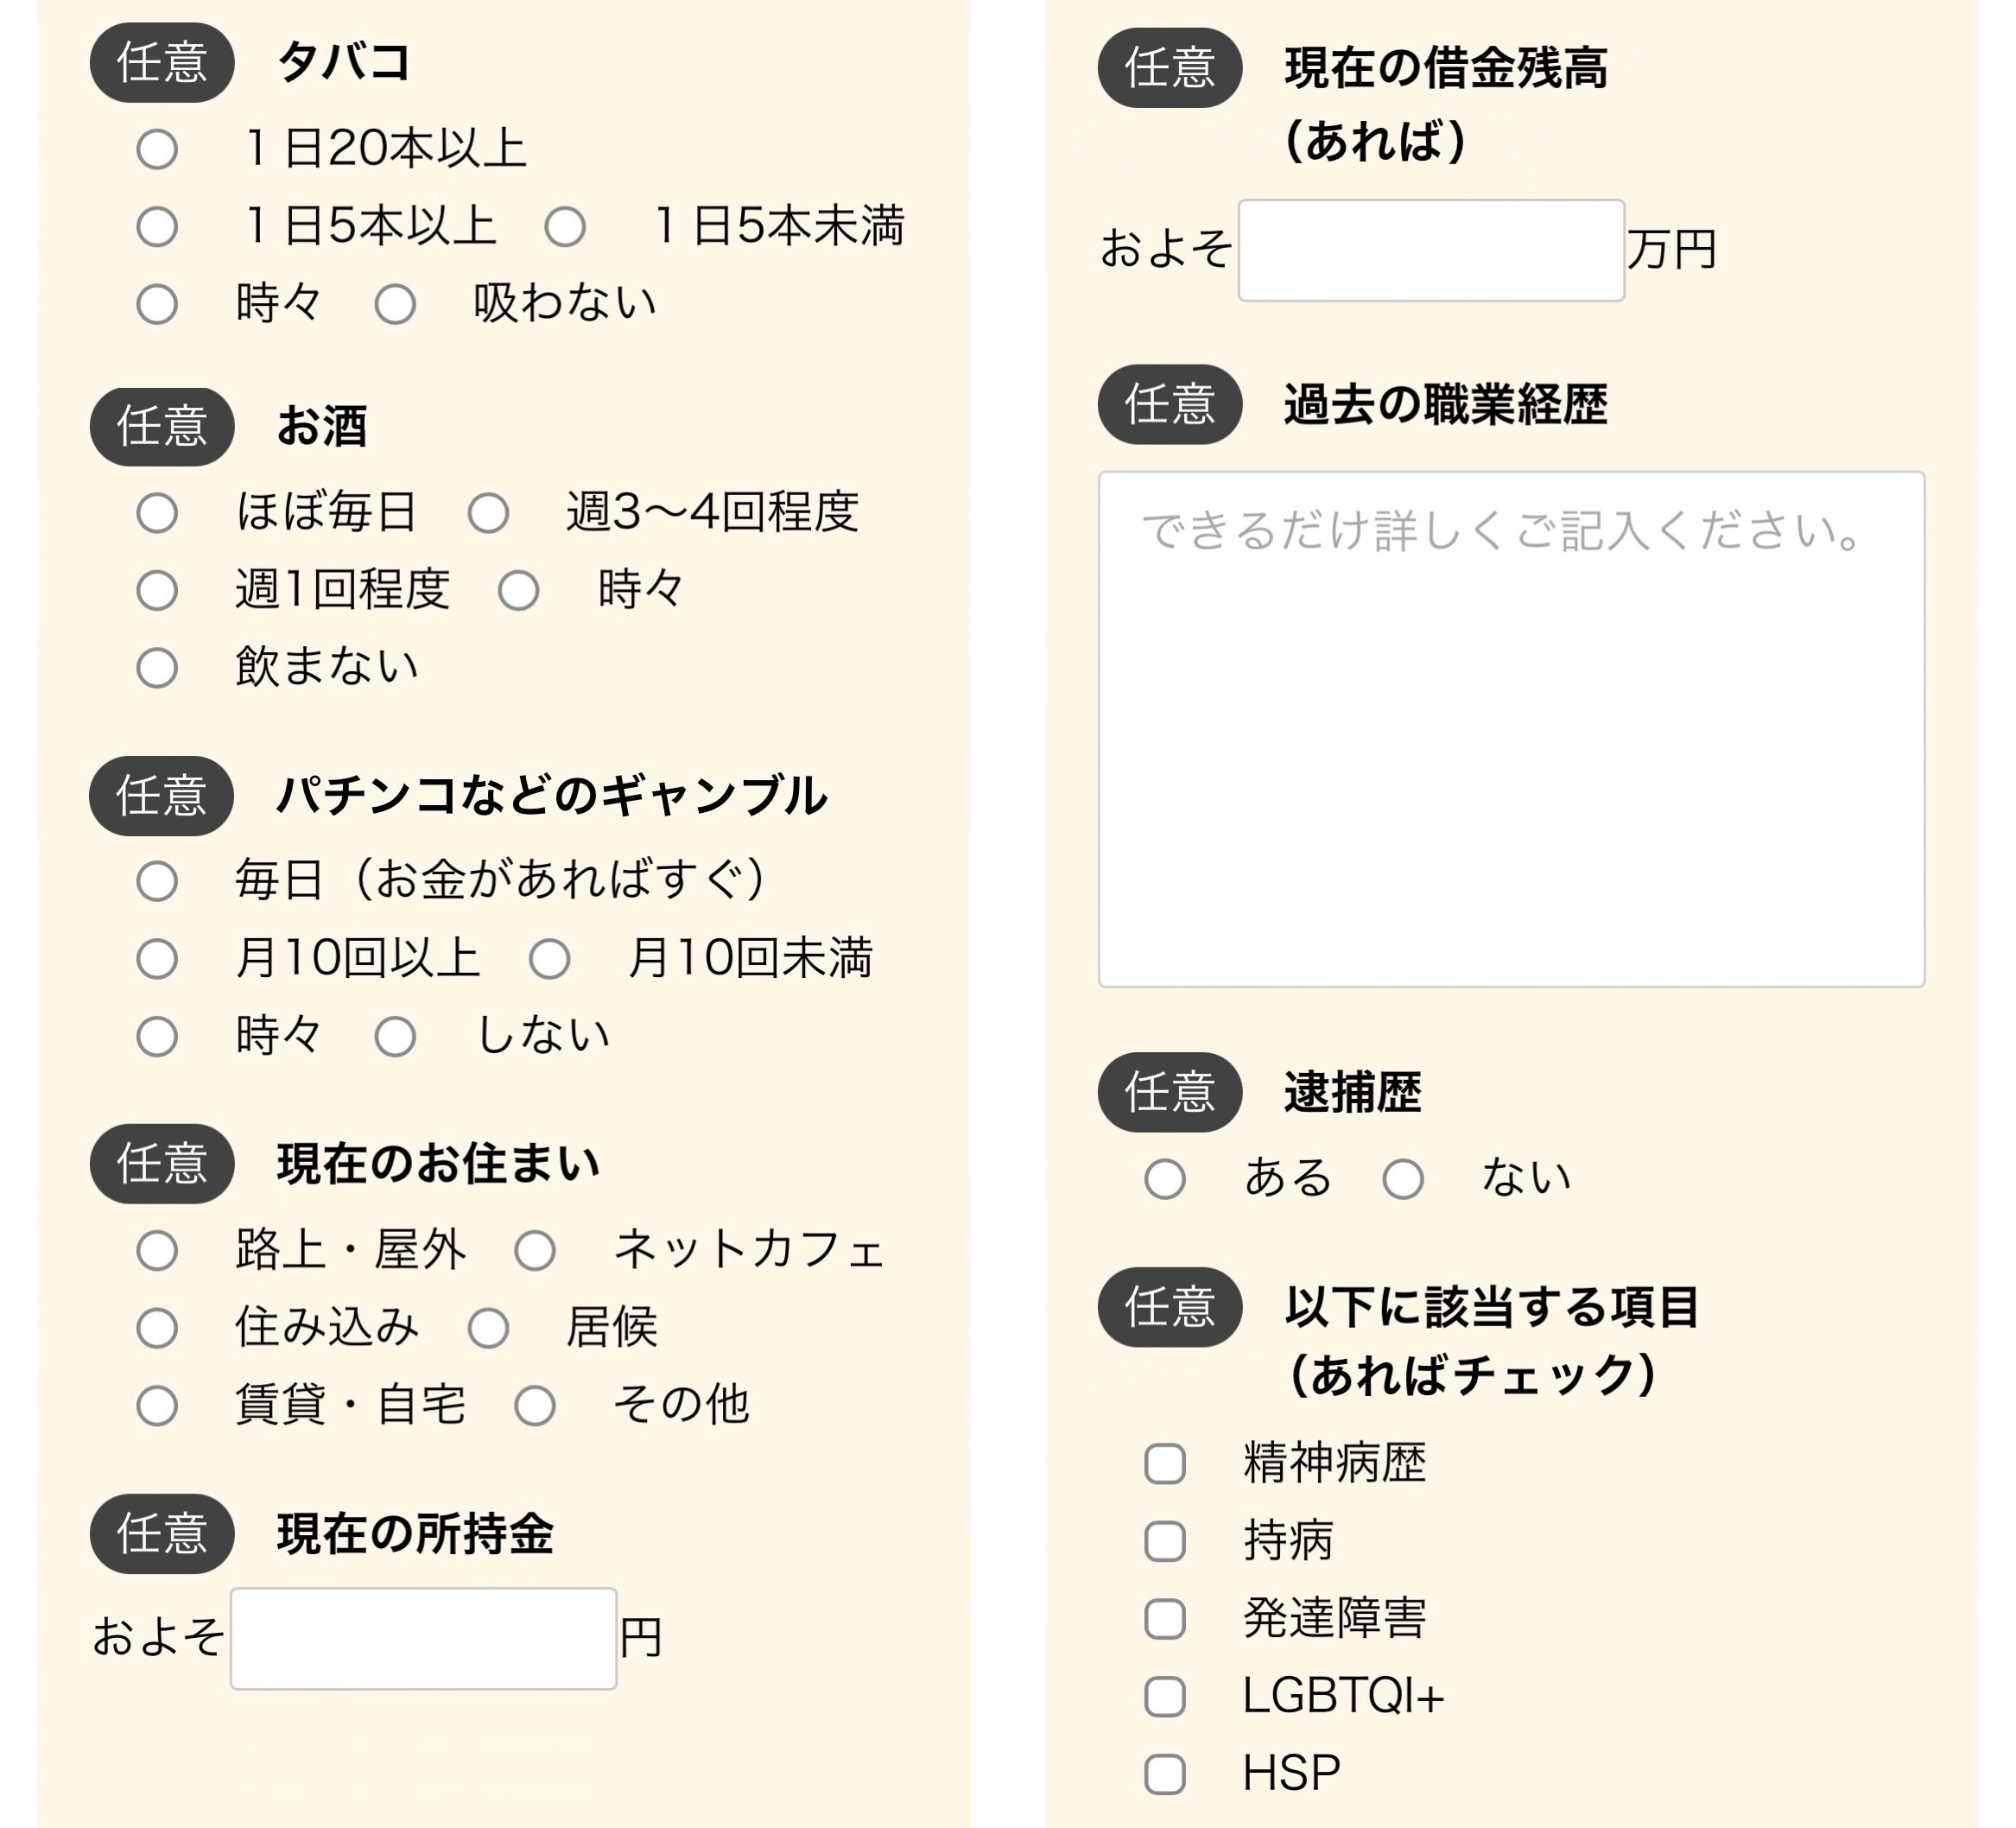 任意 タバコ
1日20本以上
1日5本以上 1日5本未満
時々 吸わない
任意 お酒
ほぼ毎日 週3〜4回程度
週1回程度 時々
飲まない
任意 パチンコなどのギャンブル
毎日（お金があればすぐ）
月10回以上 月10回未満
時々 しない
任意 現在のお住まい
路上・屋外 ネットカフェ
住み込み 居候
賃貸・自宅 その他
任意 現在の所持金
およそ 円
任意 現在の借金残高
（あれば）
およそ 万円
任意 過去の職業経歴
できるだけ詳しくご記入ください。
任意 逮捕歴
ある ない
任意 以下に該当する項目
（あればチェック）
精神病歴
持病
発達障害
LGBTQI+
HSP